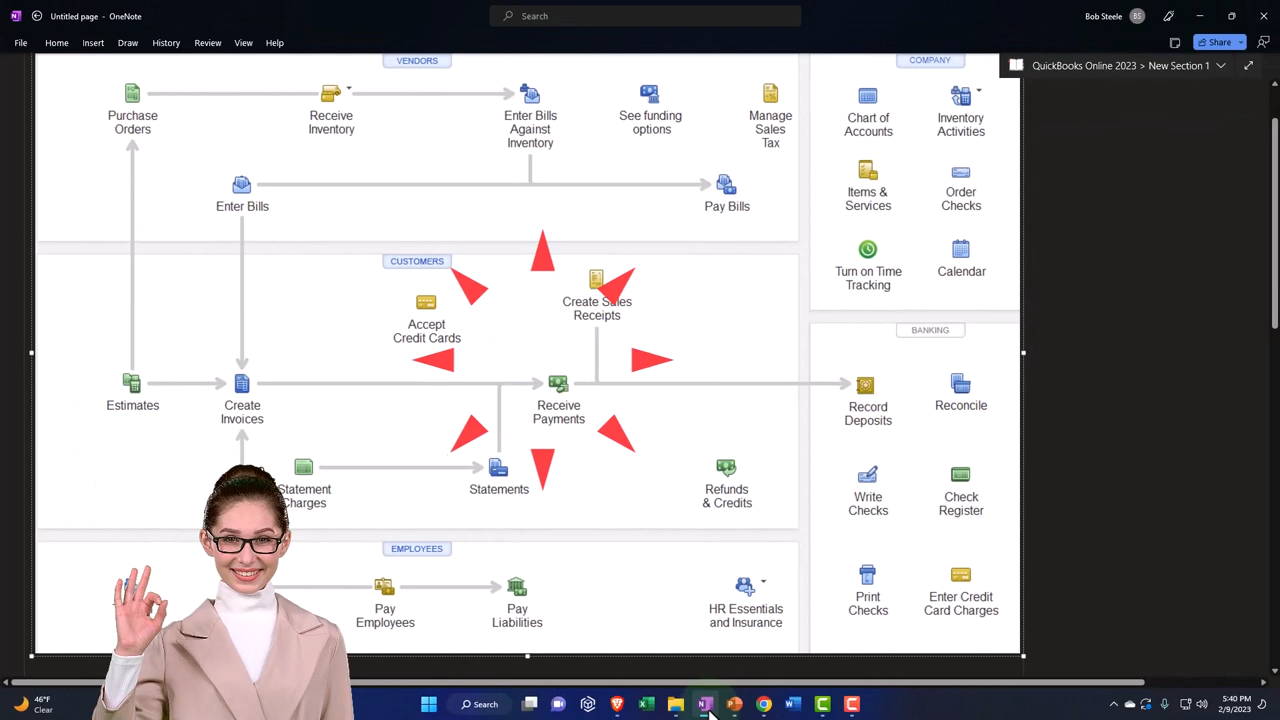 Untitled page - OneNote
Search
Bob Steele
BS
File
Home
Insert
Draw
History
Review
View
Help
Share
QuickBooks Online 2023 > New Section 1
VENDORS
Purchase
Orders
Receive
Inventory
Enter Bills
Against
Inventory
See funding
options
Manage
Sales
Tax
Enter Bills
Pay Bills
CUSTOMERS
Accept
Credit Cards
Create Sales
Receipts
Estimates
Create
Invoices
Receive
Payments
Statement
Charges
Statements
Refunds
& Credits
EMPLOYEES
Pay
Employees
Pay
Liabilities
HR Essentials
and Insurance
COMPANY
Chart of
Accounts
Inventory
Activities
Items &
Services
Order
Checks
Turn on Time
Tracking
Calendar
BANKING
Record
Deposits
Reconcile
Write
Checks
Check
Register
Print
Checks
Enter Credit
Card Charges
46°F
Clear
Search
5:40 PM
2/9/2023